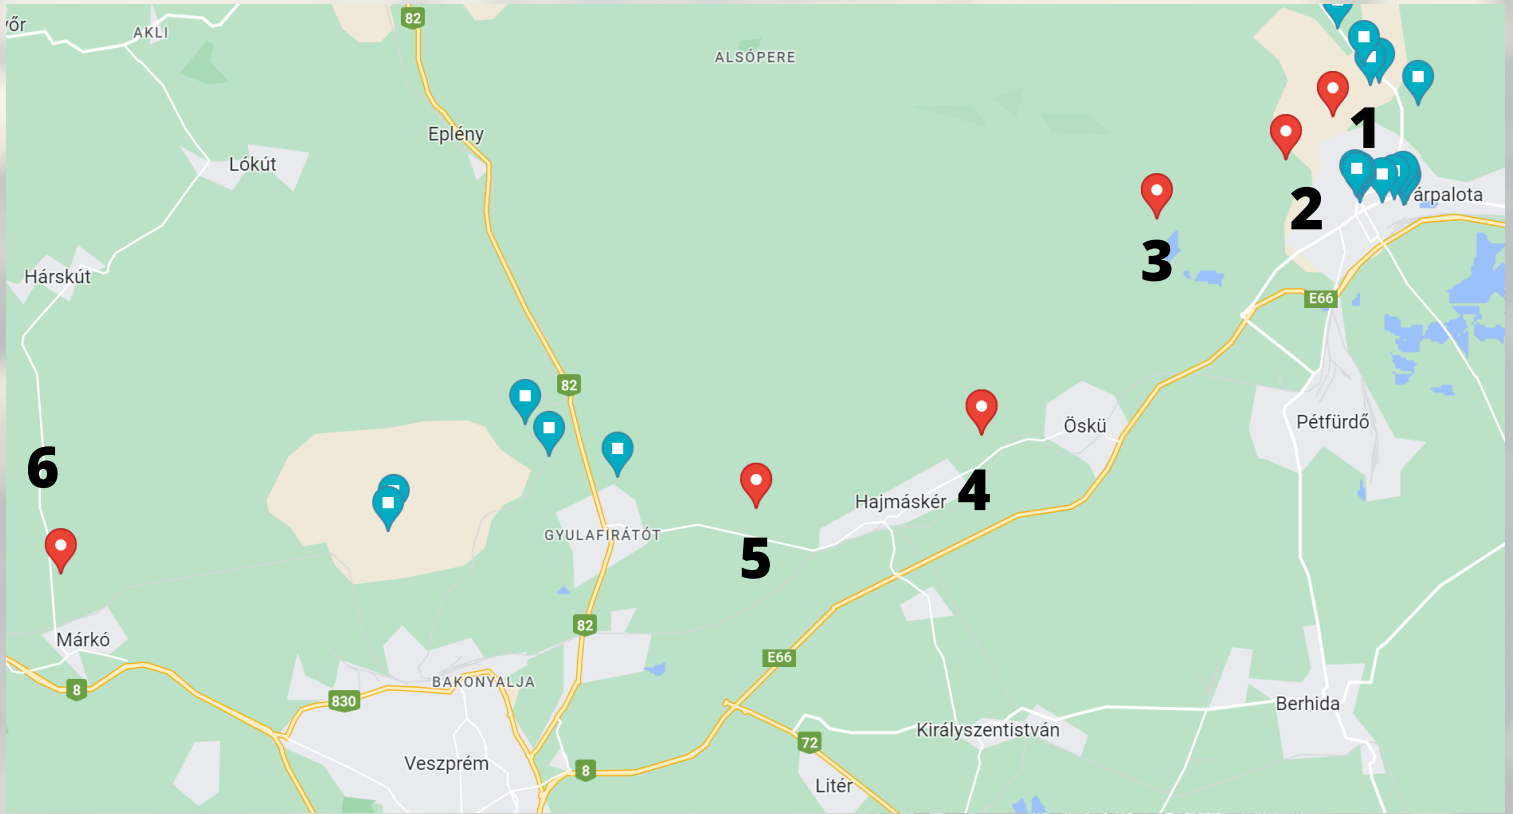 82
AKLI
ALSÓPERE
Eplény
1
Lókút
2
árpalota
3
Hárskút
E66
82
Öskü
Pétfürdő
6
Hajmáskér
4
GYULAFIRÁTÓT
5
82
Márkó
E66
8
BAKONYALJA
830
Berhida
Királyszentistván
72
Veszprém
8
Litér